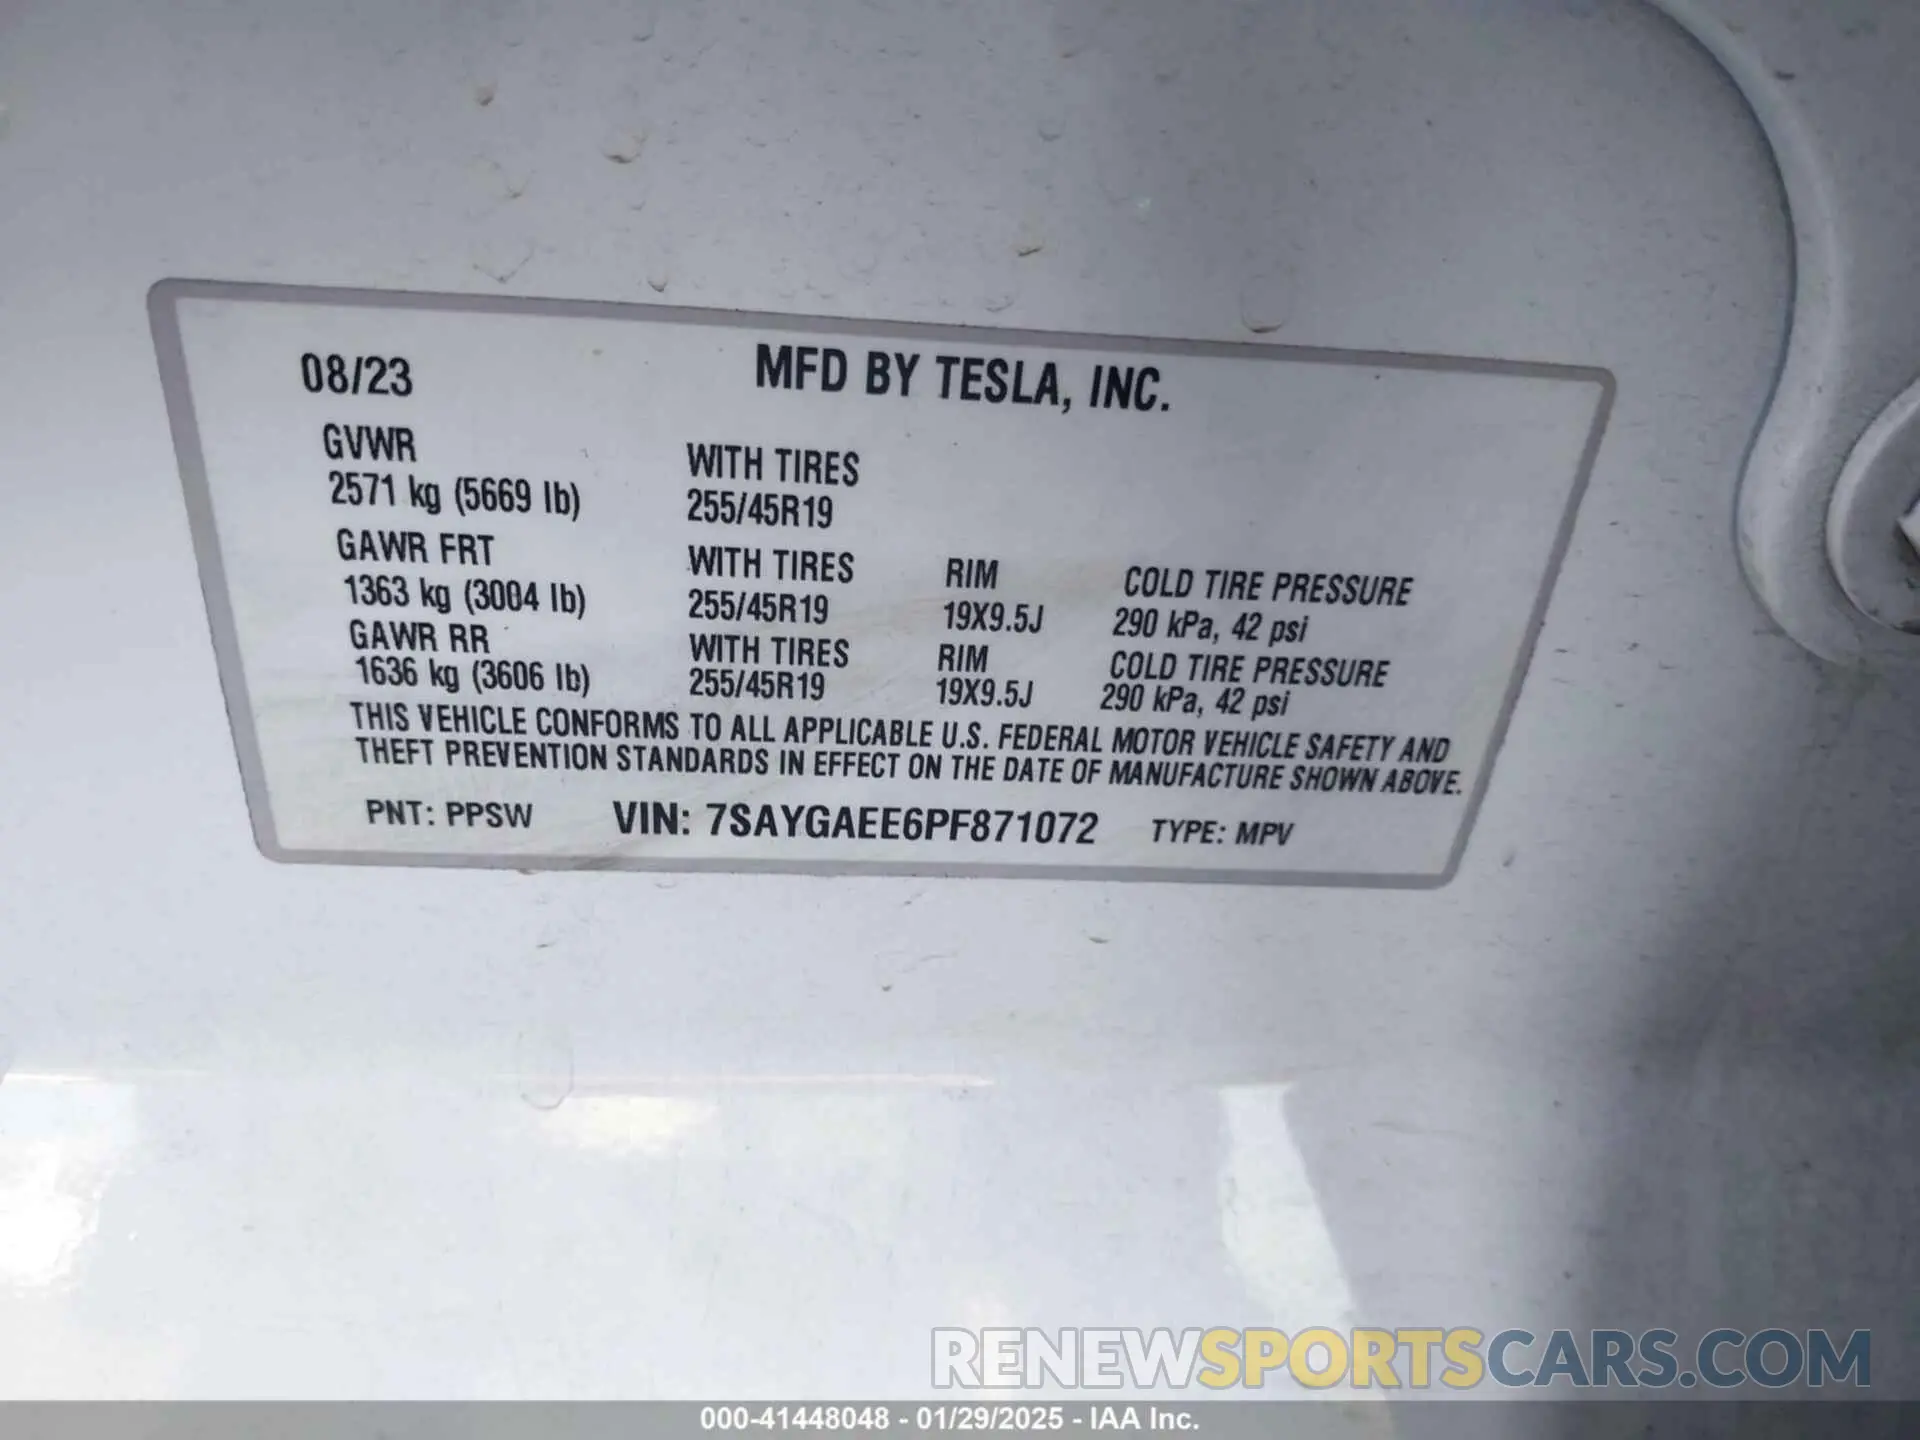 08/23 MFD BY TESLA, INC.
GVWR WITH TIRES
2571 kg (5669 lb) 255/45R19
GAWR FRT WITH TIRES RIM COLD TIRE PRESSURE
1363 kg (3004 lb) 255/45R19 19X9.5J 290 kPa, 42 psi
GAWR RR WITH TIRES RIM COLD TIRE PRESSURE
1636 kg (3606 lb) 255/45R19 19X9.5J 290 kPa, 42 psi
THIS VEHICLE CONFORMS TO ALL APPLICABLE U.S. FEDERAL MOTOR VEHICLE SAFETY AND
THEFT PREVENTION STANDARDS IN EFFECT ON THE DATE OF MANUFACTURE SHOWN ABOVE.
PNT: PPSW VIN: 7SAYGAEE6PF871072 TYPE: MPV
RENEWSPORTSCARS.COM
000-41448048 - 01/29/2025 - IAA Inc.